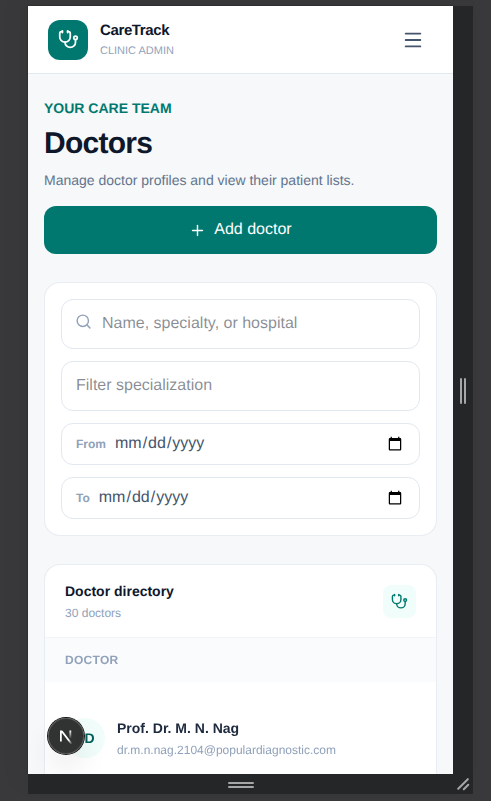 CareTrack
CLINIC ADMIN
YOUR CARE TEAM
Doctors
Manage doctor profiles and view their patient lists.
+ Add doctor
Name, specialty, or hospital
Filter specialization
From mm/dd/yyyy
To mm/dd/yyyy
Doctor directory
30 doctors
DOCTOR
N D
Prof. Dr. M. N. Nag
dr.m.n.nag.2104@populardiagnostic.com